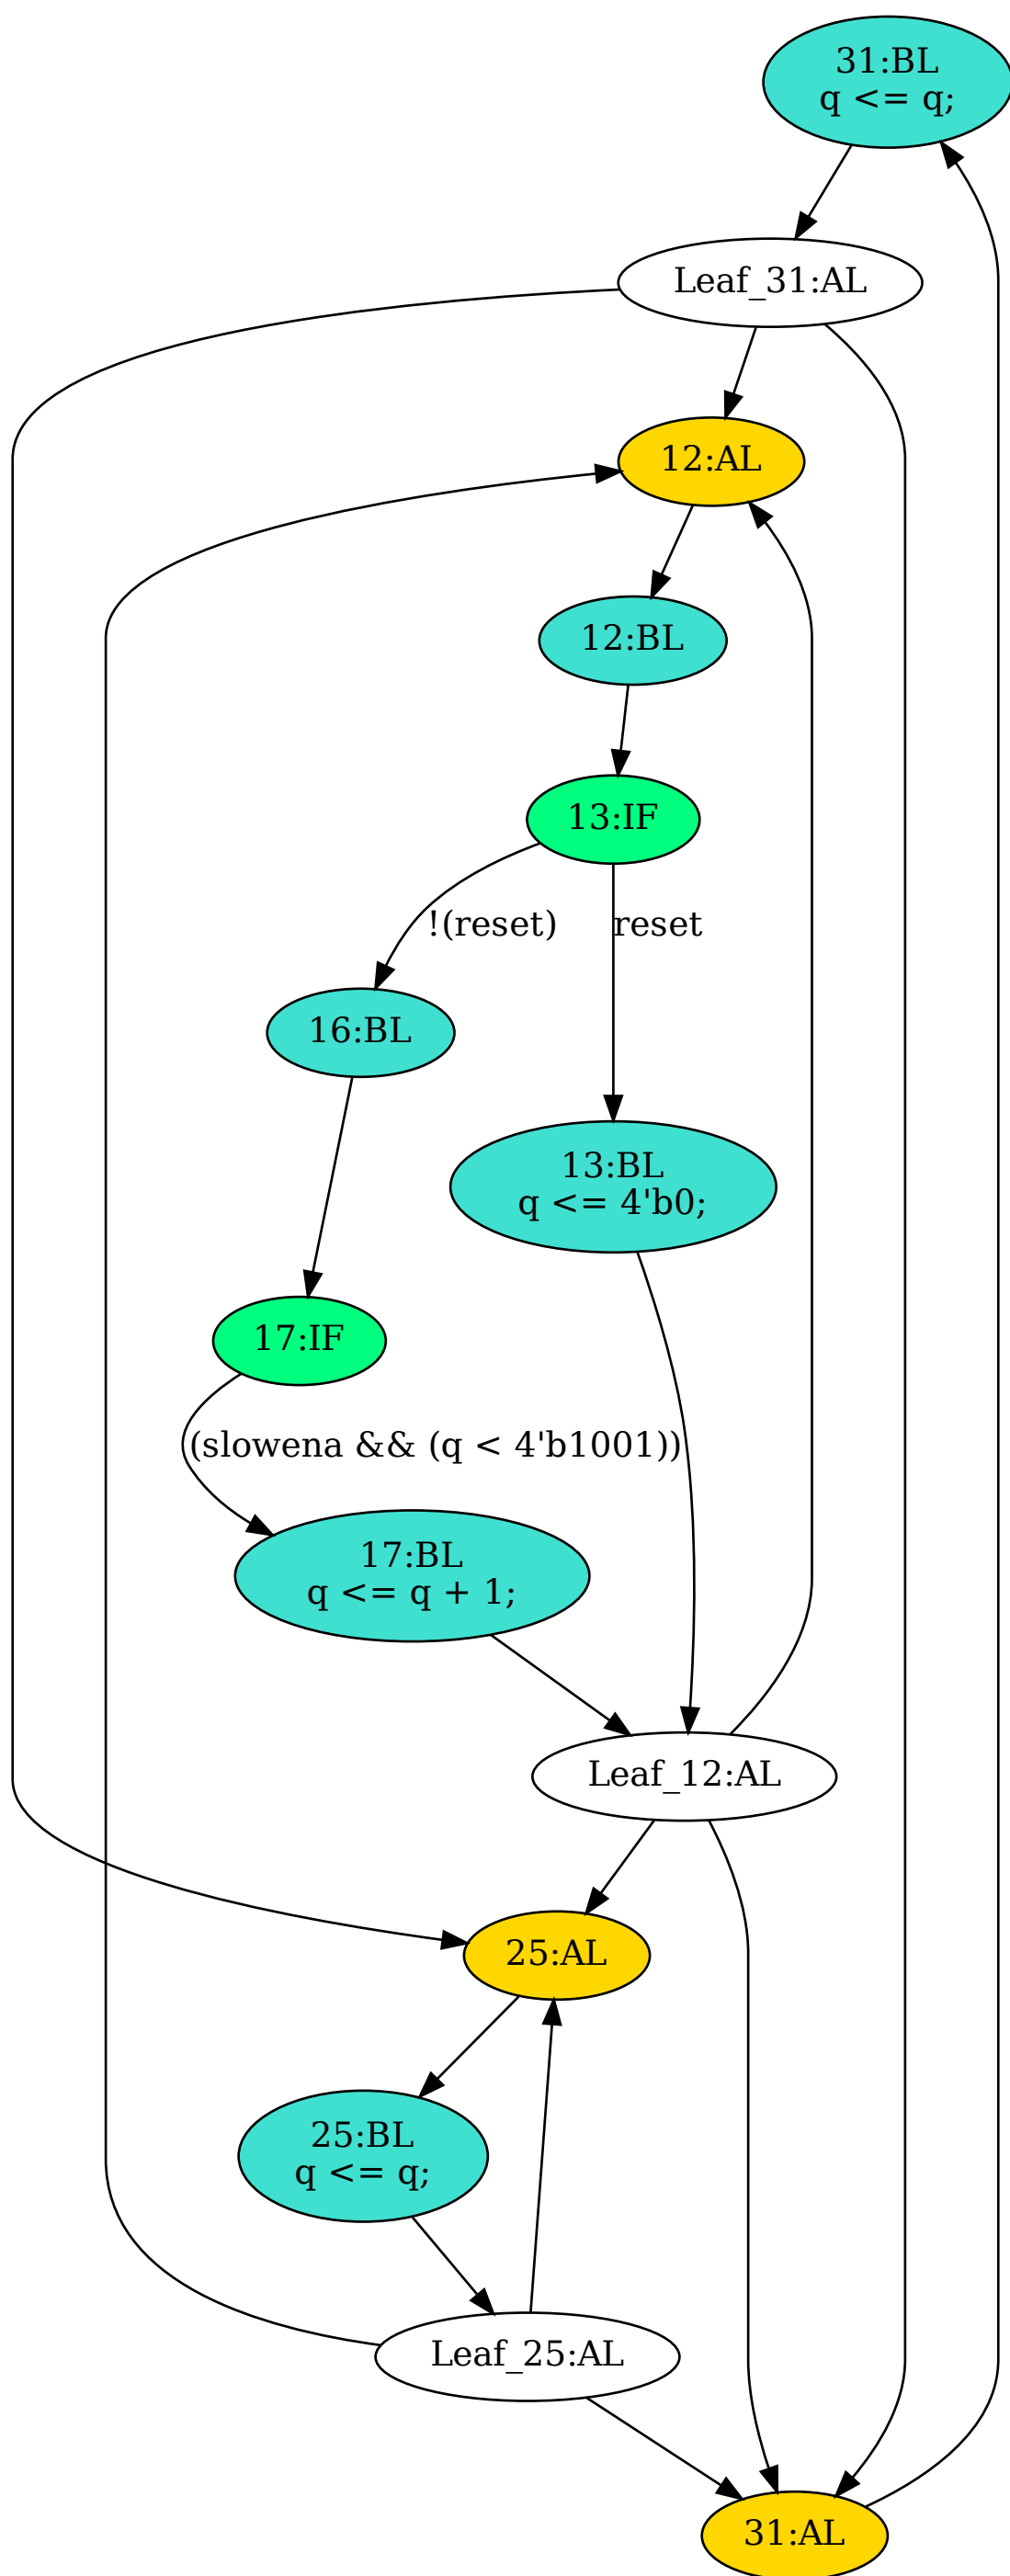 31:BL
q <= q;
Leaf_31:AL
12:AL
12:BL
13:IF
!(reset)
reset
16:BL
13:BL
q <= 4'b0;
17:IF
(slowena && (q < 4'b1001))
17:BL
q <= q + 1;
Leaf_12:AL
25:AL
25:BL
q <= q;
Leaf_25:AL
31:AL